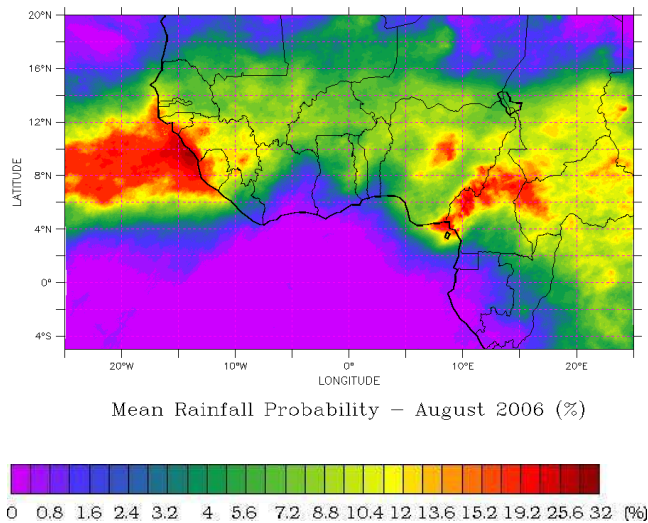 20°N
16°N
12°N
8°N
4°N
0°
4°S
LATITUDE
20°W 10°W 0° 10°E 20°E
LONGITUDE
Mean Rainfall Probability – August 2006 (%)
0 0.8 1.6 2.4 3.2 4 5.6 7.2 8.8 10.4 12 13.6 15.2 19.2 25.6 32 (%)